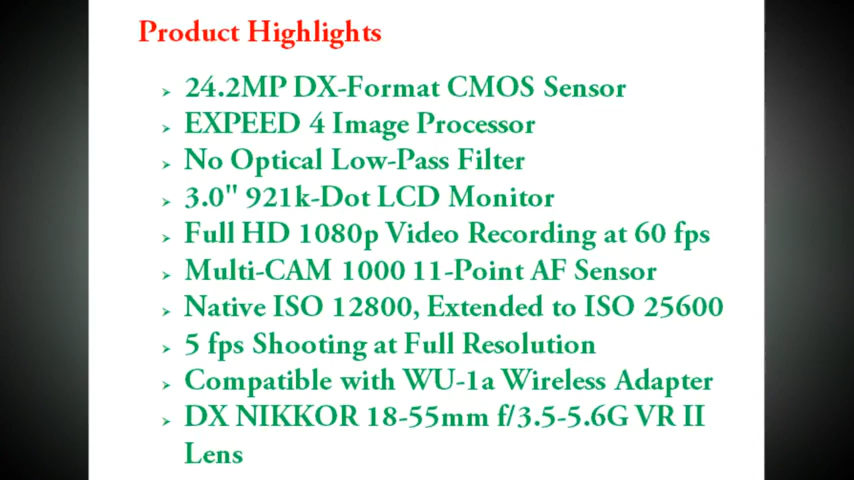 Product Highlights
➢ 24.2MP DX-Format CMOS Sensor
➢ EXPEED 4 Image Processor
➢ No Optical Low-Pass Filter
➢ 3.0" 921k-Dot LCD Monitor
➢ Full HD 1080p Video Recording at 60 fps
➢ Multi-CAM 1000 11-Point AF Sensor
➢ Native ISO 12800, Extended to ISO 25600
➢ 5 fps Shooting at Full Resolution
➢ Compatible with WU-1a Wireless Adapter
➢ DX NIKKOR 18-55mm f/3.5-5.6G VR II
Lens